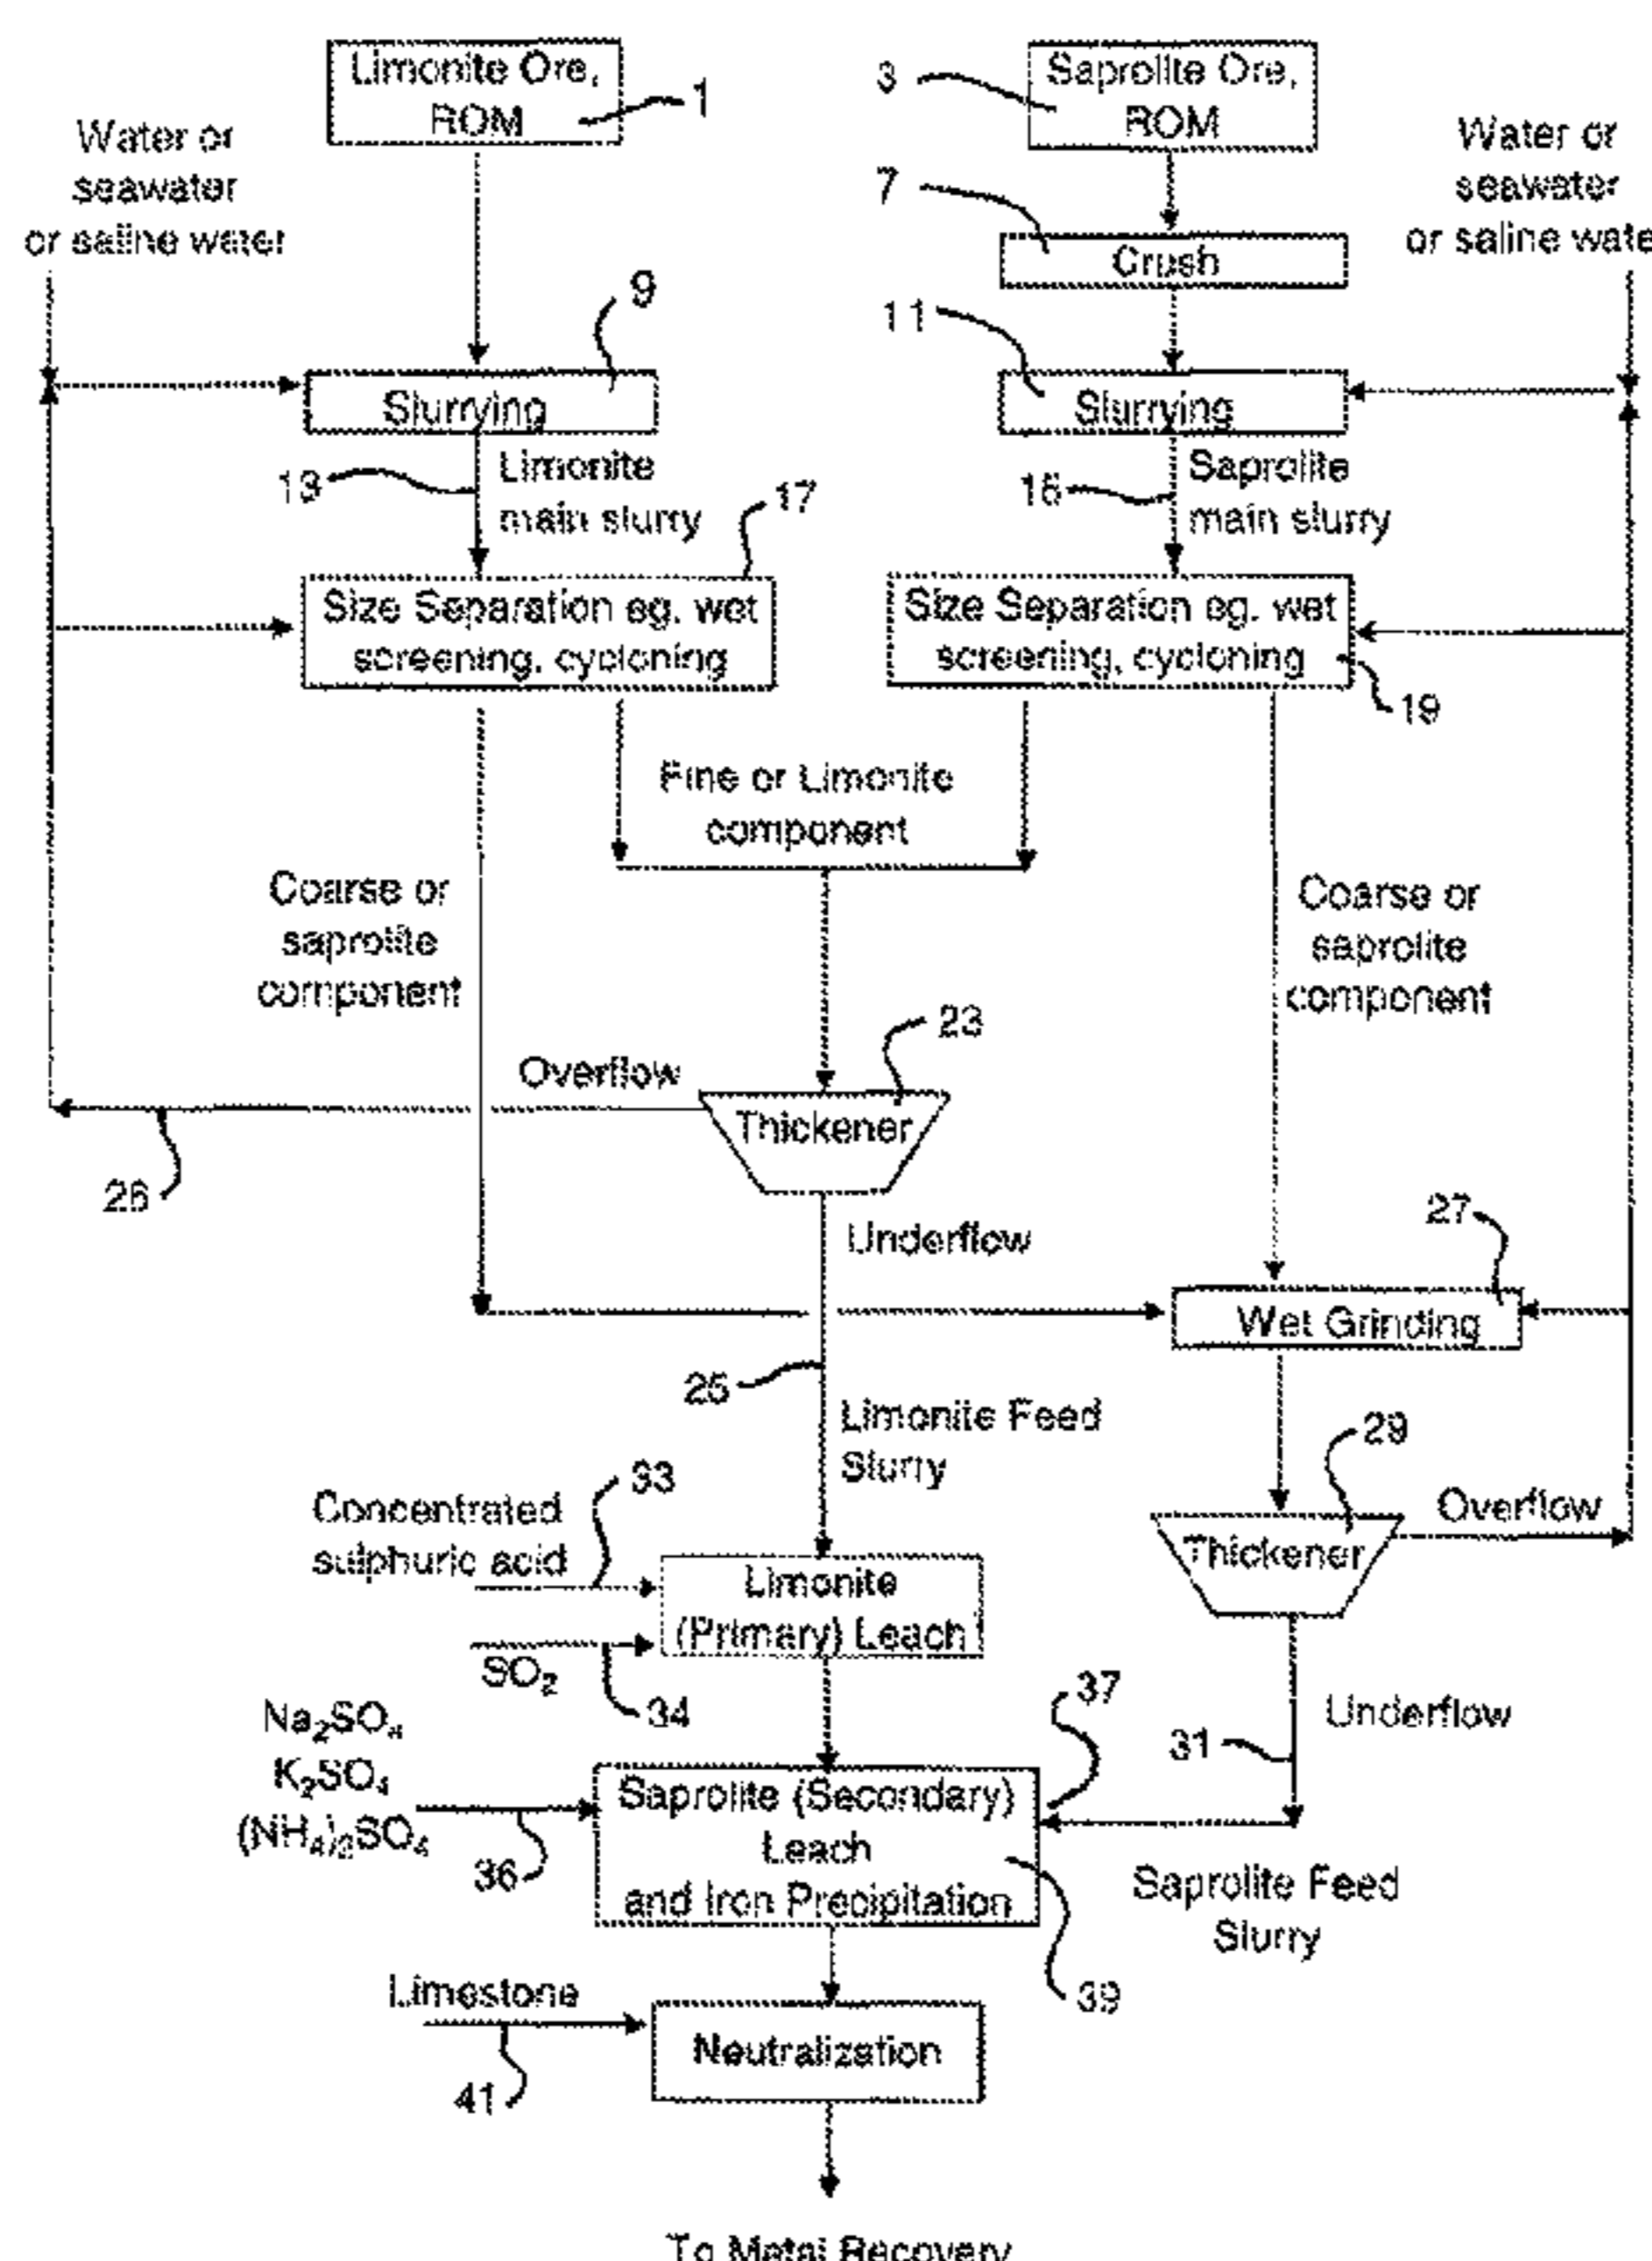 Limonite Ore,
ROM
1
3
Saprolite Ore,
ROM
Water or
seawater
or saline water
Water or
seawater
or saline wate
7
Crush
9
11
Slurrying
Slurrying
13
Limonite
main slurry
17
15
Saprolite
main slurry
Size Separation eg. wet
screening, cycloning
Size Separation eg. wet
screening, cycloning
19
Fine or Limonite
component
Coarse or
saprolite
component
Coarse or
saprolite
component
23
Overflow
Thickener
26
Underflow
27
Wet Grinding
25
Limonite Feed
Slurry
29
Overflow
Thickener
33
Concentrated
sulphuric acid
Limonite
(Primary) Leach
SO₂
34
37
Underflow
31
Na₂SO₄
K₂SO₄
(NH₄)₂SO₄
36
Saprolite (Secondary)
Leach
and Iron Precipitation
Saprolite Feed
Slurry
39
Limestone
41
Neutralization
To Metal Recovery